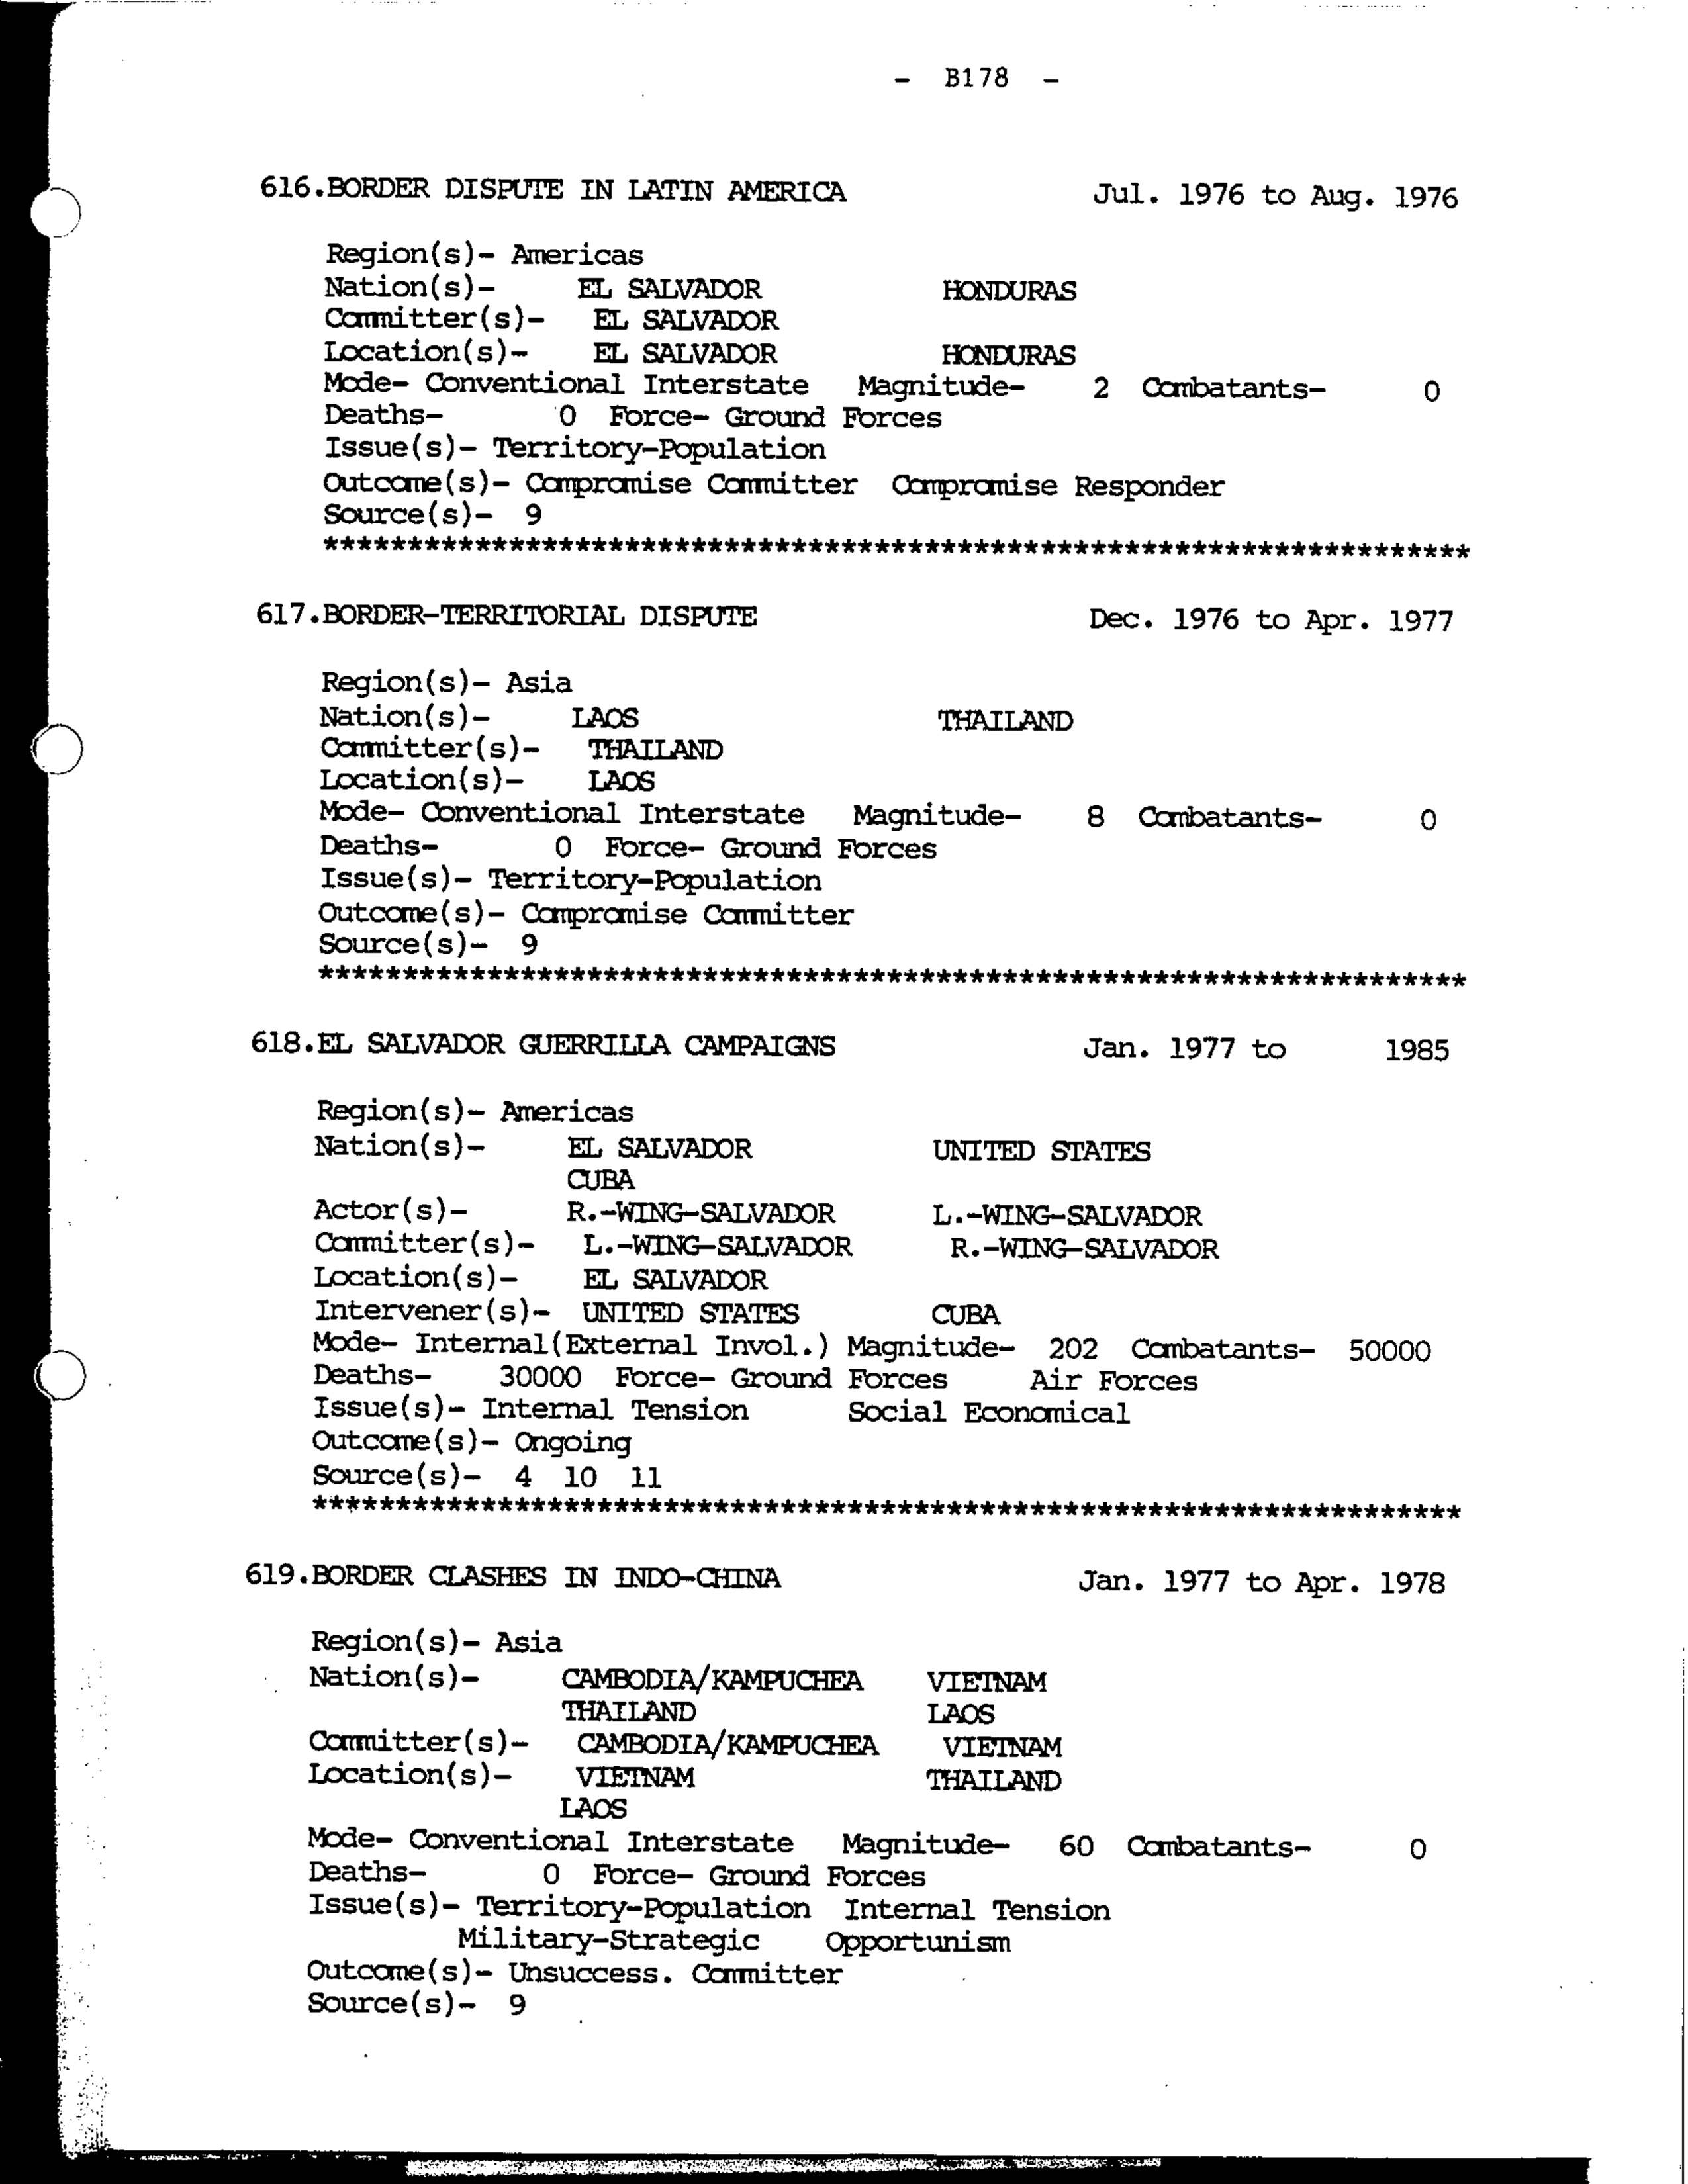 - B178 -
616.BORDER DISPUTE IN LATIN AMERICA Jul. 1976 to Aug. 1976
Region(s)- Americas
Nation(s)- EL SALVADOR HONDURAS
Committer(s)- EL SALVADOR
Location(s)- EL SALVADOR HONDURAS
Mode- Conventional Interstate Magnitude- 2 Combatants- 0
Deaths- 0 Force- Ground Forces
Issue(s)- Territory-Population
Outcome(s)- Compromise Committer Compromise Responder
Source(s)- 9
*********************************************************************
617.BORDER-TERRITORIAL DISPUTE Dec. 1976 to Apr. 1977
Region(s)- Asia
Nation(s)- LAOS THAILAND
Committer(s)- THAILAND
Location(s)- LAOS
Mode- Conventional Interstate Magnitude- 8 Combatants- 0
Deaths- 0 Force- Ground Forces
Issue(s)- Territory-Population
Outcome(s)- Compromise Committer
Source(s)- 9
*********************************************************************
618.EL SALVADOR GUERRILLA CAMPAIGNS Jan. 1977 to 1985
Region(s)- Americas
Nation(s)- EL SALVADOR UNITED STATES
CUBA
Actor(s)- R.-WING-SALVADOR L.-WING-SALVADOR
Committer(s)- L.-WING-SALVADOR R.-WING-SALVADOR
Location(s)- EL SALVADOR
Intervener(s)- UNITED STATES CUBA
Mode- Internal(External Invol.) Magnitude- 202 Combatants- 50000
Deaths- 30000 Force- Ground Forces Air Forces
Issue(s)- Internal Tension Social Economical
Outcome(s)- Ongoing
Source(s)- 4 10 11
*********************************************************************
619.BORDER CLASHES IN INDO-CHINA Jan. 1977 to Apr. 1978
Region(s)- Asia
Nation(s)- CAMBODIA/KAMPUCHEA VIETNAM
THAILAND LAOS
Committer(s)- CAMBODIA/KAMPUCHEA VIETNAM
Location(s)- VIETNAM THAILAND
LAOS
Mode- Conventional Interstate Magnitude- 60 Combatants- 0
Deaths- 0 Force- Ground Forces
Issue(s)- Territory-Population Internal Tension
Military-Strategic Opportunism
Outcome(s)- Unsuccess. Committer
Source(s)- 9